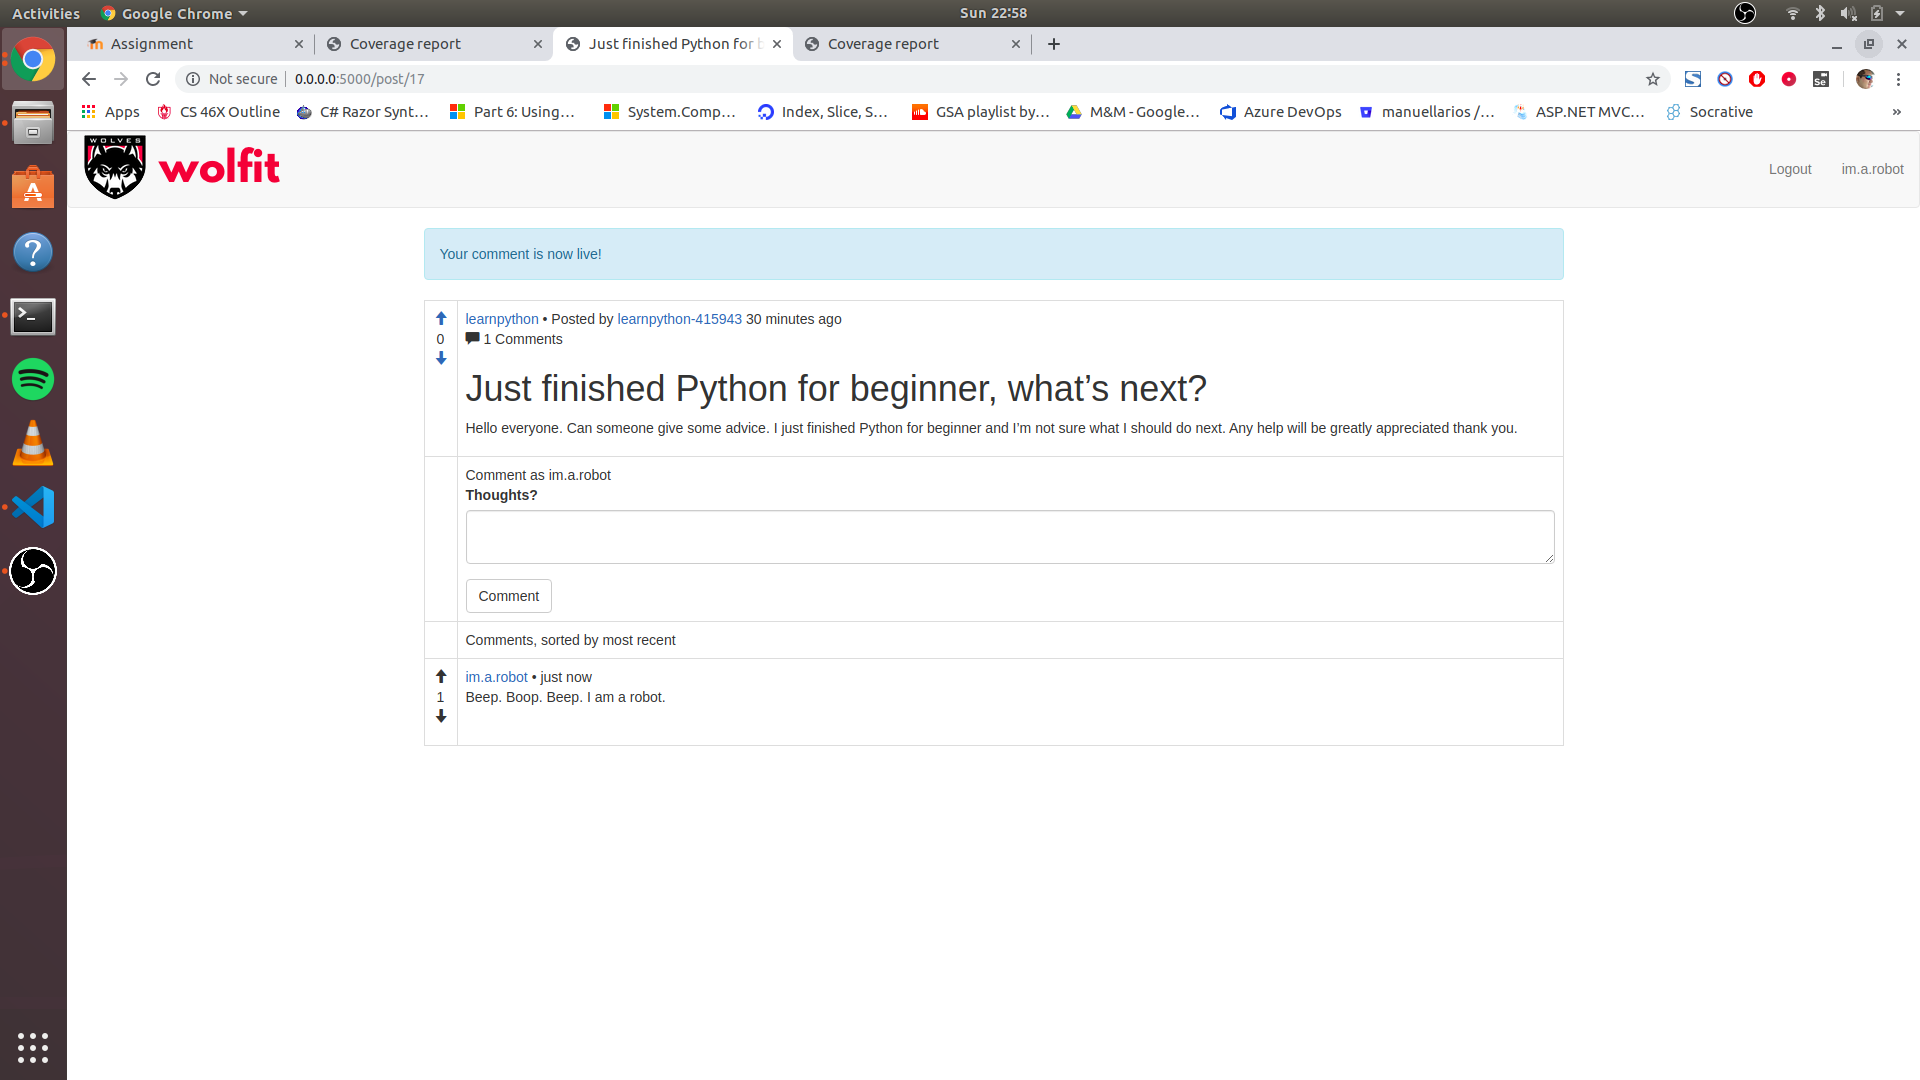 Activities Google Chrome Sun 22:58
Assignment Coverage report Just finished Python for b Coverage report
Not secure 0.0.0.0:5000/post/17
Apps CS 46X Outline C# Razor Synt... Part 6: Using... System.Comp... Index, Slice, S... GSA playlist by... M&M - Google... Azure DevOps manuellarios /... ASP.NET MVC... Socrative »
WOLVES
wolfit Logout im.a.robot
Your comment is now live!
learnpython • Posted by learnpython-415943 30 minutes ago
0 1 Comments
Just finished Python for beginner, what’s next?
Hello everyone. Can someone give some advice. I just finished Python for beginner and I’m not sure what I should do next. Any help will be greatly appreciated thank you.
Comment as im.a.robot
Thoughts?
Comment
Comments, sorted by most recent
im.a.robot • just now
1 Beep. Boop. Beep. I am a robot.